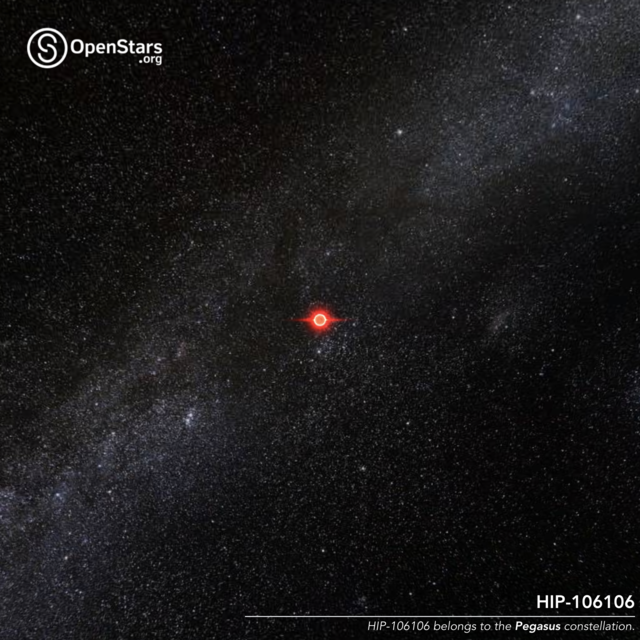 OpenStars
.org
HIP-106106
HIP-106106 belongs to the Pegasus constellation.